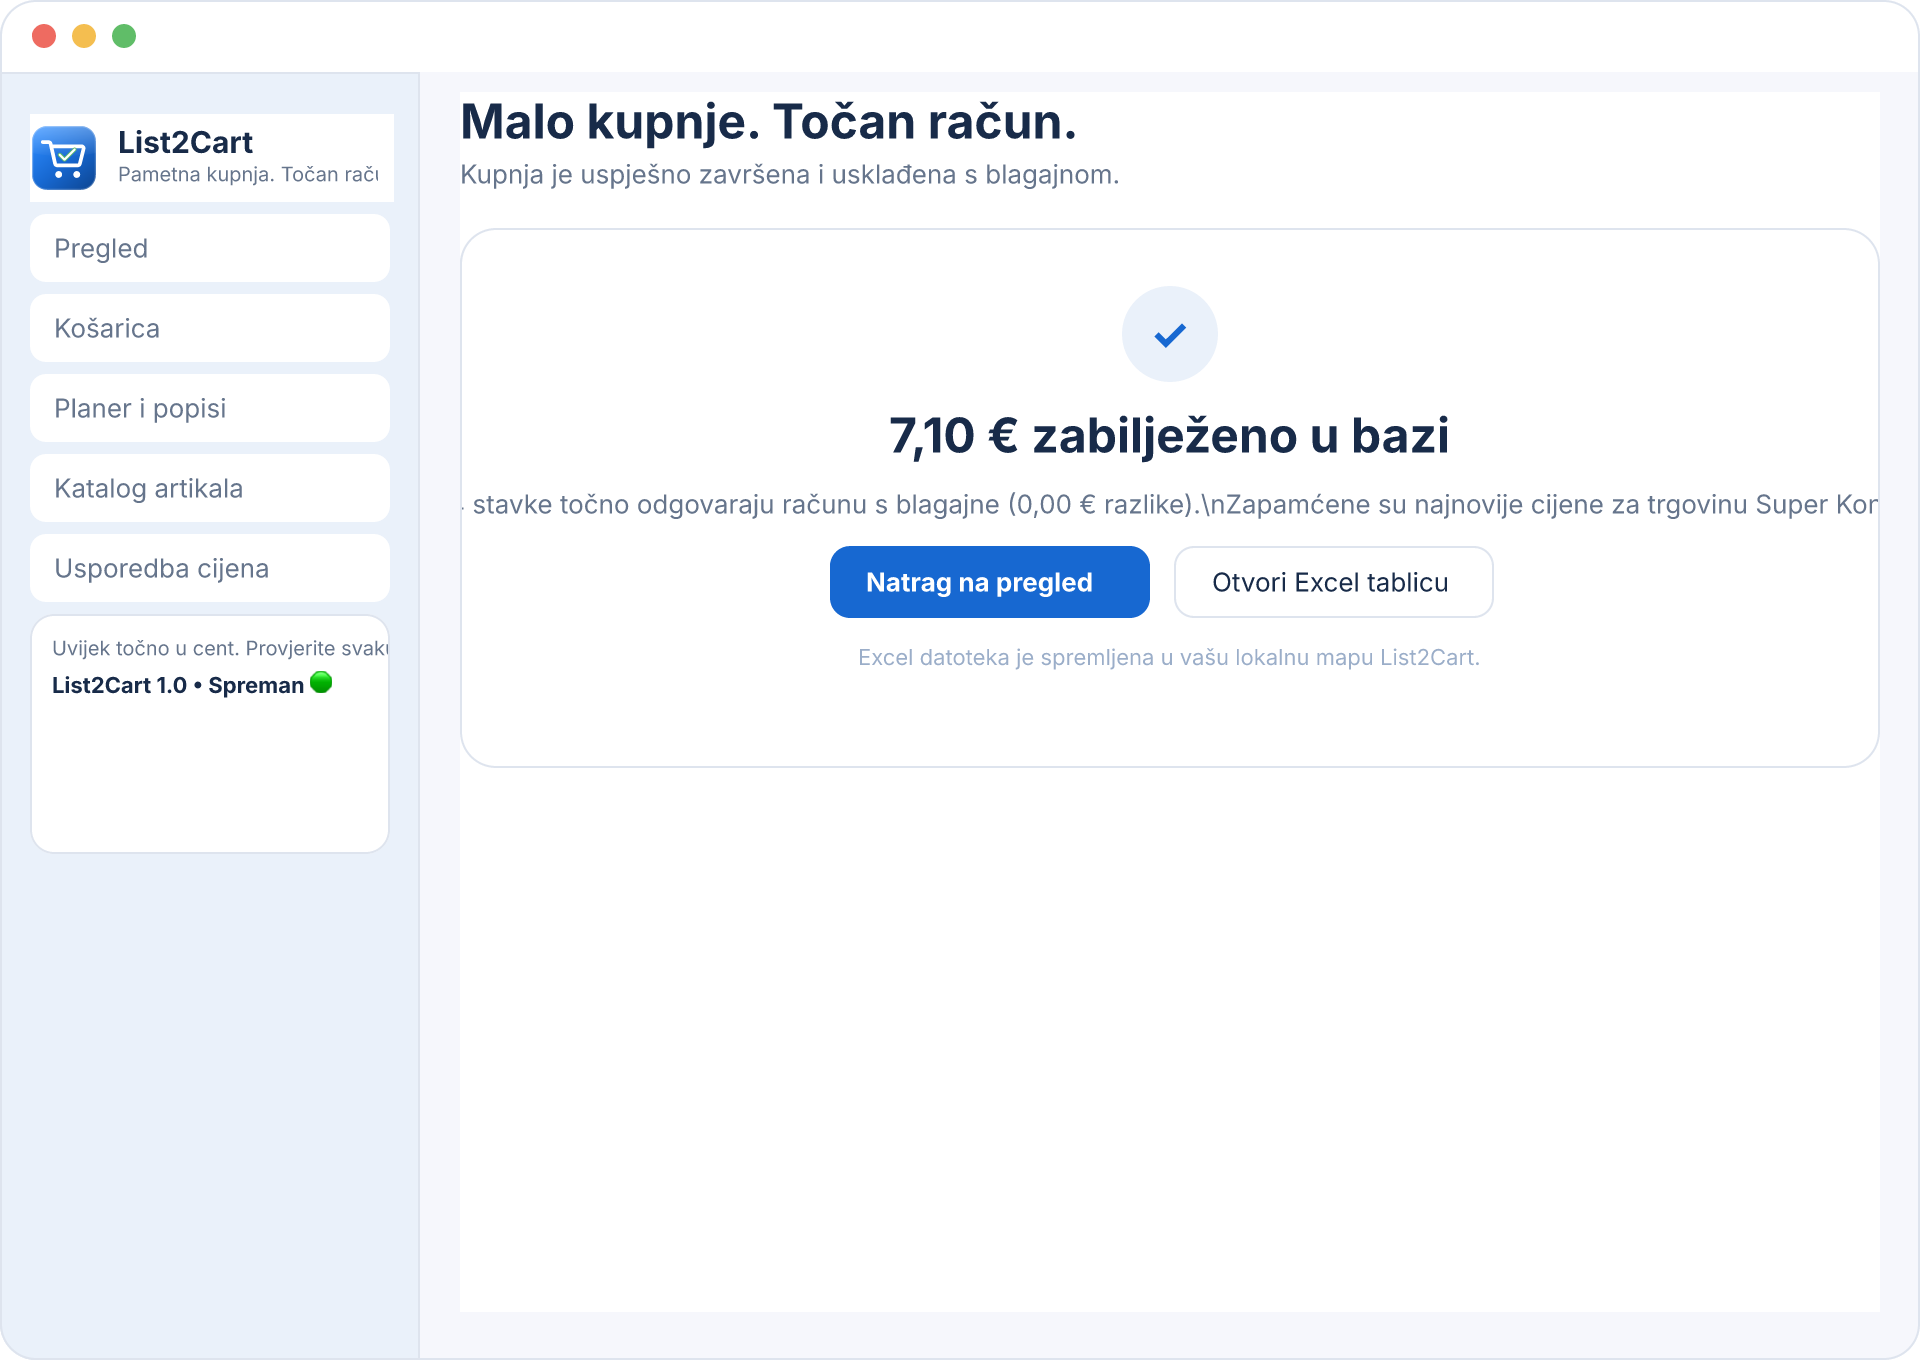 List2Cart
Pametna kupnja. Točan
Pregled
Košarica
Planer i popisi
Katalog artikala
Usporedba cijena
Uvijek točno u cent. Provjerite
List2Cart 1.0 • Spreman
Malo kupnje. Točan račun.
Kupnja je uspješno završena i usklađena s blagajnom.
7,10 € zabilježeno u bazi
stavke točno odgovaraju računu s blagajne (0,00 € razlike).\nZapamćene su najnovije cijene za trgovinu Super
Natrag na pregled
Otvori Excel tablicu
Excel datoteka je spremljena u vašu lokalnu mapu List2Cart.